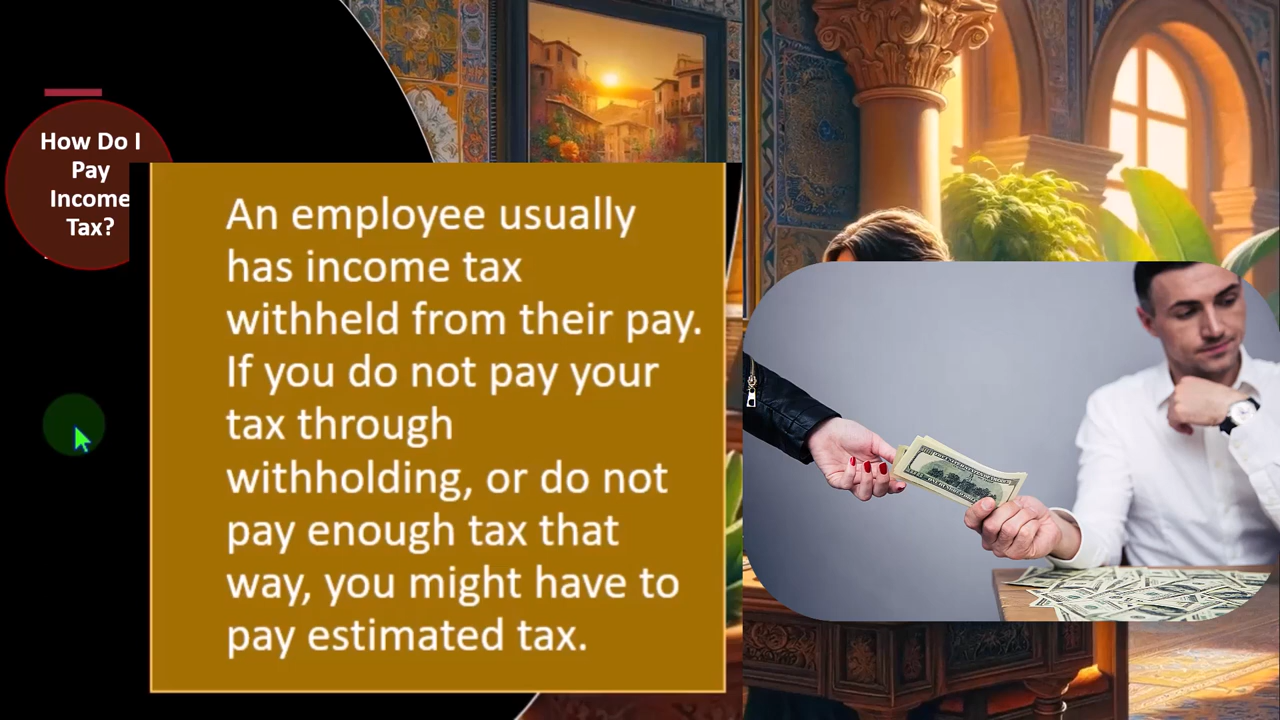 How Do I
Pay
Income
Tax?
An employee usually
has income tax
withheld from their pay.
If you do not pay your
tax through
withholding, or do not
pay enough tax that
way, you might have to
pay estimated tax.